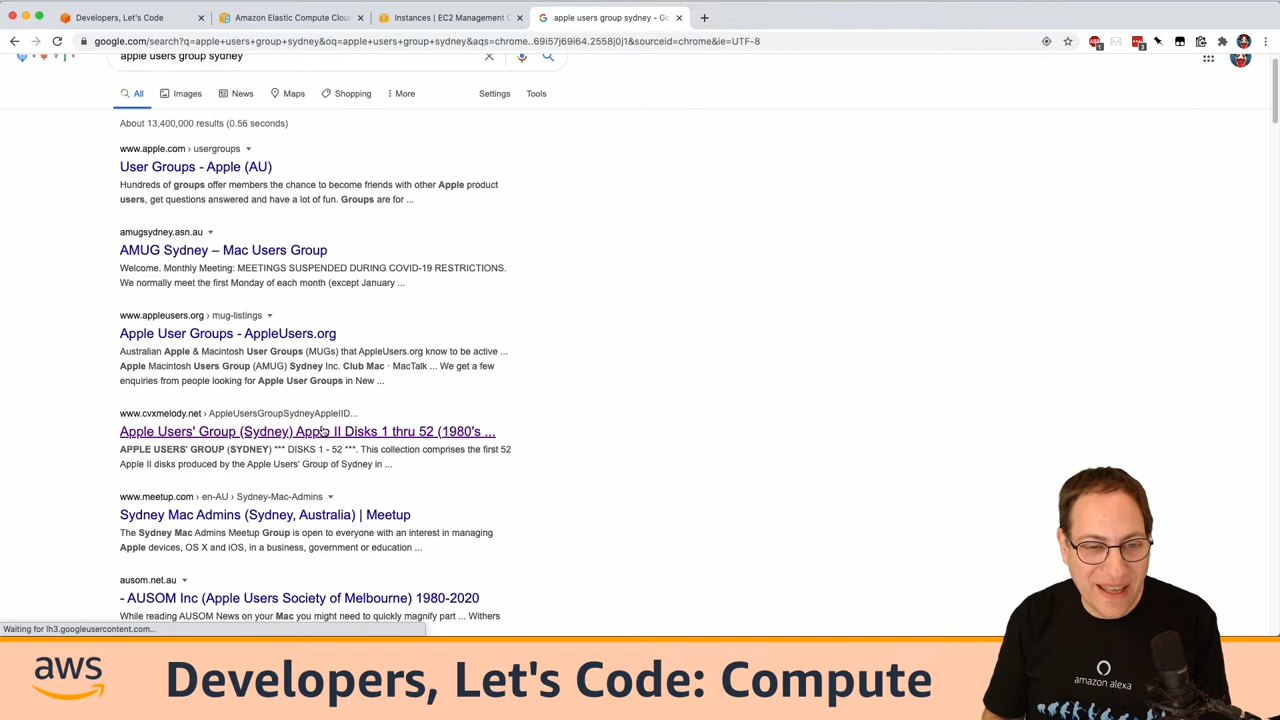 Developers, Let's Code
Amazon Elastic Compute Clou
Instances | EC2 Management C
apple users group sydney - Go
google.com/search?q=apple+users+group+sydney&oq=apple+users+group+sydney&aqs=chrome..69i57j69i64.2558j0j1&sourceid=chrome&ie=UTF-8
apple users group sydney
All
Images
News
Maps
Shopping
More
Settings
Tools
About 13,400,000 results (0.56 seconds)
www.apple.com › usergroups
User Groups - Apple (AU)
Hundreds of groups offer members the chance to become friends with other Apple product
users, get questions answered and have a lot of fun. Groups are for ...
amugsydney.asn.au
AMUG Sydney – Mac Users Group
Welcome. Monthly Meeting: MEETINGS SUSPENDED DURING COVID-19 RESTRICTIONS.
We normally meet the first Monday of each month (except January ...
www.appleusers.org › mug-listings
Apple User Groups - AppleUsers.org
Australian Apple & Macintosh User Groups (MUGs) that AppleUsers.org know to be active ...
Apple Macintosh Users Group (AMUG) Sydney Inc. Club Mac · MacTalk ... We get a few
enquiries from people looking for Apple User Groups in New ...
www.cvxmelody.net › AppleUsersGroupSydneyAppleIID...
Apple Users' Group (Sydney) Apple II Disks 1 thru 52 (1980's ...
APPLE USERS' GROUP (SYDNEY) *** DISKS 1 - 52 ***. This collection comprises the first 52
Apple II disks produced by the Apple Users' Group of Sydney in ...
www.meetup.com › en-AU › Sydney-Mac-Admins
Sydney Mac Admins (Sydney, Australia) | Meetup
The Sydney Mac Admins Meetup Group is open to everyone with an interest in managing
Apple devices, OS X and iOS, in a business, government or education ...
ausom.net.au
- AUSOM Inc (Apple Users Society of Melbourne) 1980-2020
While reading AUSOM News on your Mac you might need to quickly magnify part ... Withers
Waiting for lh3.googleusercontent.com...
aws
Developers, Let's Code: Compute
amazon alexa